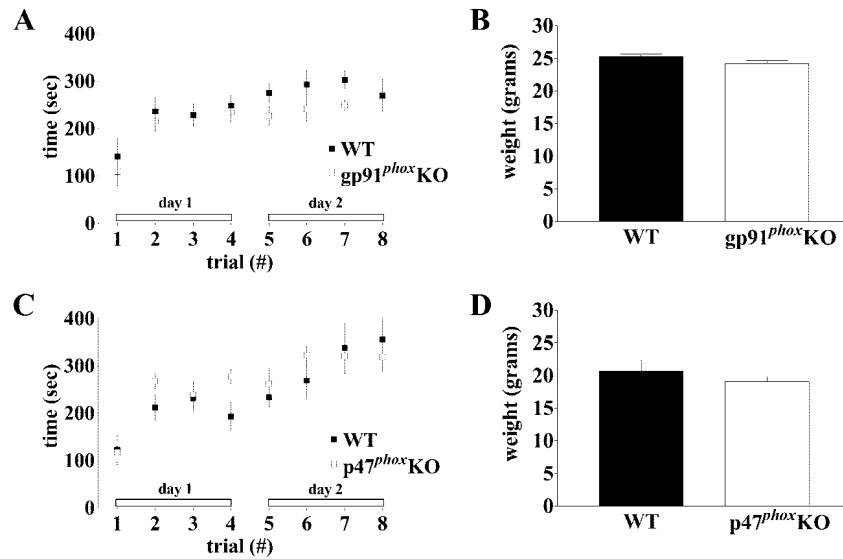 A
400
300
200
100
0
time (sec)
WT
gp91phoxKO
day 1
day 2
1 2 3 4 5 6 7 8
trial (#)
B
30
25
20
15
10
5
0
weight (grams)
WT
gp91phoxKO
C
400
300
200
100
0
time (sec)
WT
p47phoxKO
day 1
day 2
1 2 3 4 5 6 7 8
trial (#)
D
30
25
20
15
10
5
0
weight (grams)
WT
p47phoxKO